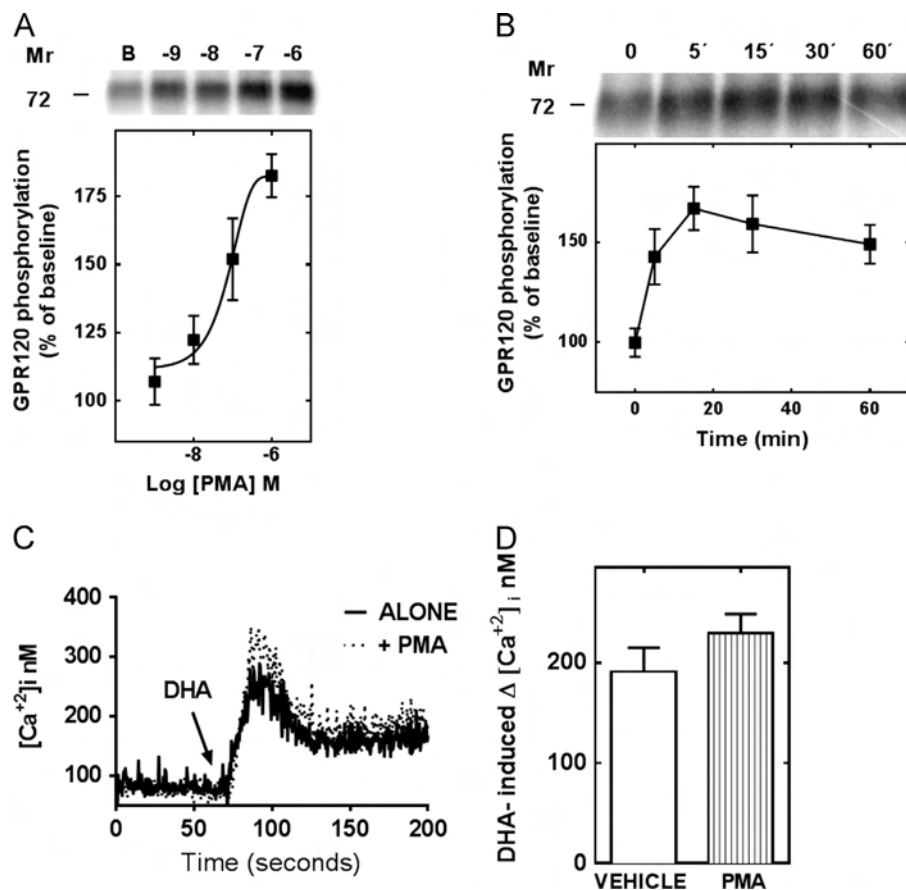 A
Mr B -9 -8 -7 -6
72 –
GPR120 phosphorylation
(% of baseline)
175
150
125
100
-8 -6
Log [PMA] M
B
Mr 0 5´ 15´ 30´ 60´
72 –
GPR120 phosphorylation
(% of baseline)
150
100
0 20 40 60
Time (min)
C
[Ca+2]i nM
400
300
200
100
ALONE
+ PMA
DHA
0 50 100 150 200
Time (seconds)
D
DHA- induced Δ [Ca+2] i nM
200
100
0
VEHICLE PMA